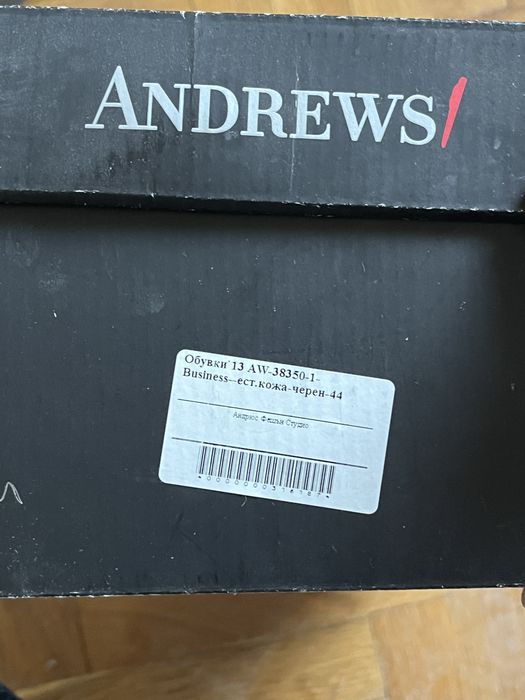 ANDREWS/
Обувки'13 AW-38350-1-
Business--ест.кожа-черен-44
Андрюс Фешън Студио